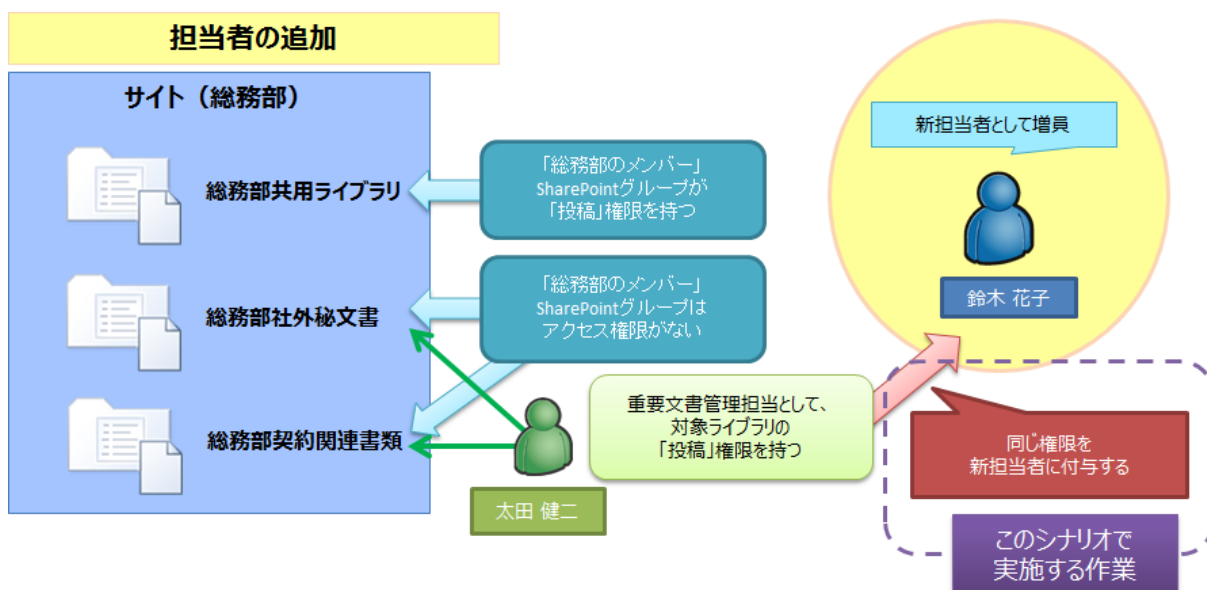 担当者の追加
サイト（総務部）
総務部共用ライブラリ
「総務部のメンバー」
SharePointグループが
「投稿」権限を持つ
総務部社外秘文書
「総務部のメンバー」
SharePointグループは
アクセス権限がない
総務部契約関連書類
太田 健二
重要文書管理担当として、
対象ライブラリの
「投稿」権限を持つ
新担当者として増員
鈴木 花子
同じ権限を
新担当者に付与する
このシナリオで
実施する作業